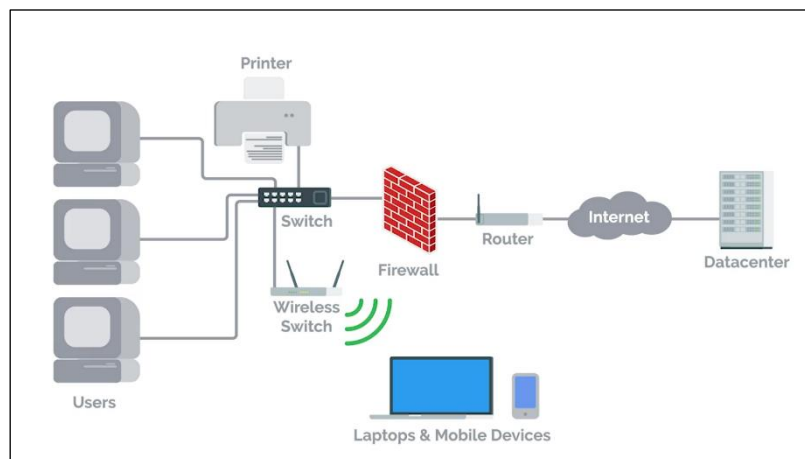 Printer
Switch
Firewall
Router
Internet
Datacenter
Wireless
Switch
Users
Laptops & Mobile Devices